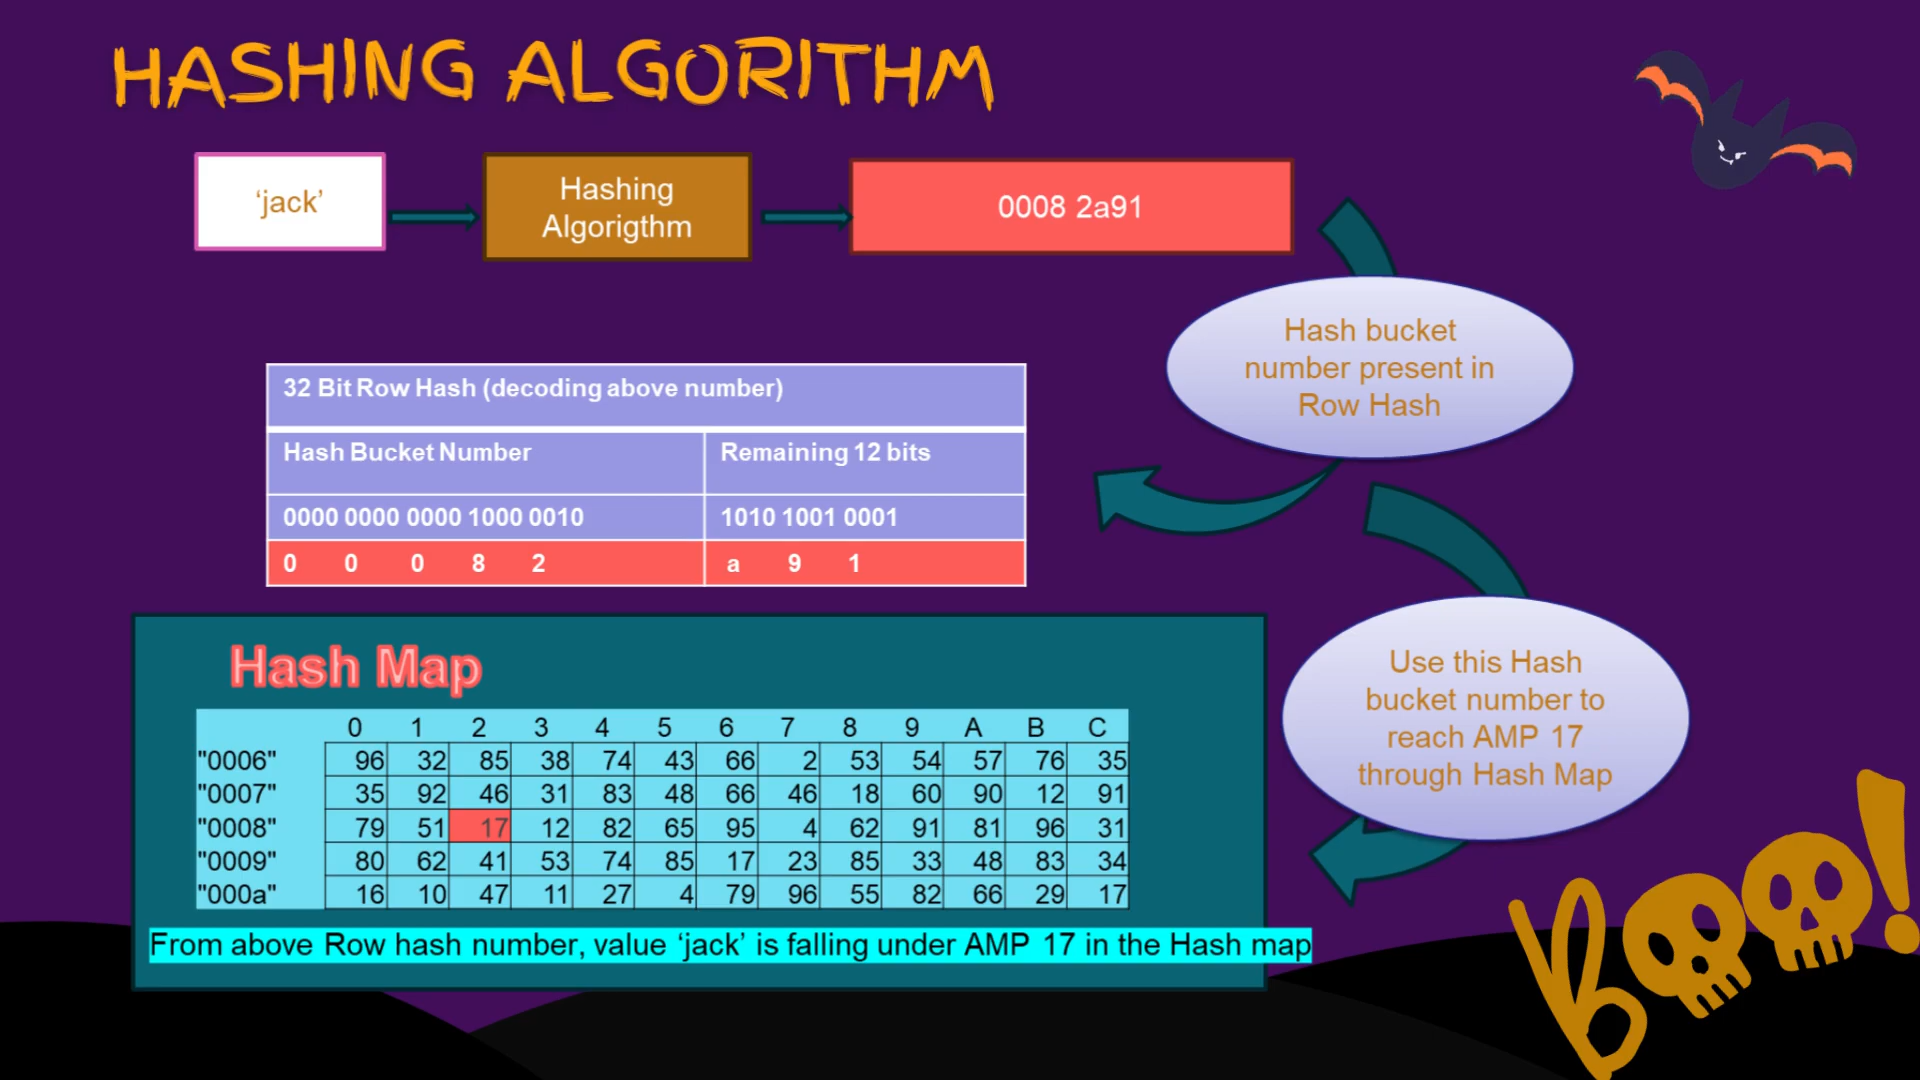 HASHING ALGORITHM
‘jack’
Hashing
Algorigthm
0008 2a91
Hash bucket
number present in
Row Hash
32 Bit Row Hash (decoding above number)
Hash Bucket Number Remaining 12 bits
0000 0000 0000 1000 0010 1010 1001 0001
0 0 0 8 2 a 9 1
Use this Hash
bucket number to
reach AMP 17
through Hash Map
Hash Map
0 1 2 3 4 5 6 7 8 9 A B C
"0006" 96 32 85 38 74 43 66 2 53 54 57 76 35
"0007" 35 92 46 31 83 48 66 46 18 60 90 12 91
"0008" 79 51 17 12 82 65 95 4 62 91 81 96 31
"0009" 80 62 41 53 74 85 17 23 85 33 48 83 34
"000a" 16 10 47 11 27 4 79 96 55 82 66 29 17
From above Row hash number, value ‘jack’ is falling under AMP 17 in the Hash map
Boo!